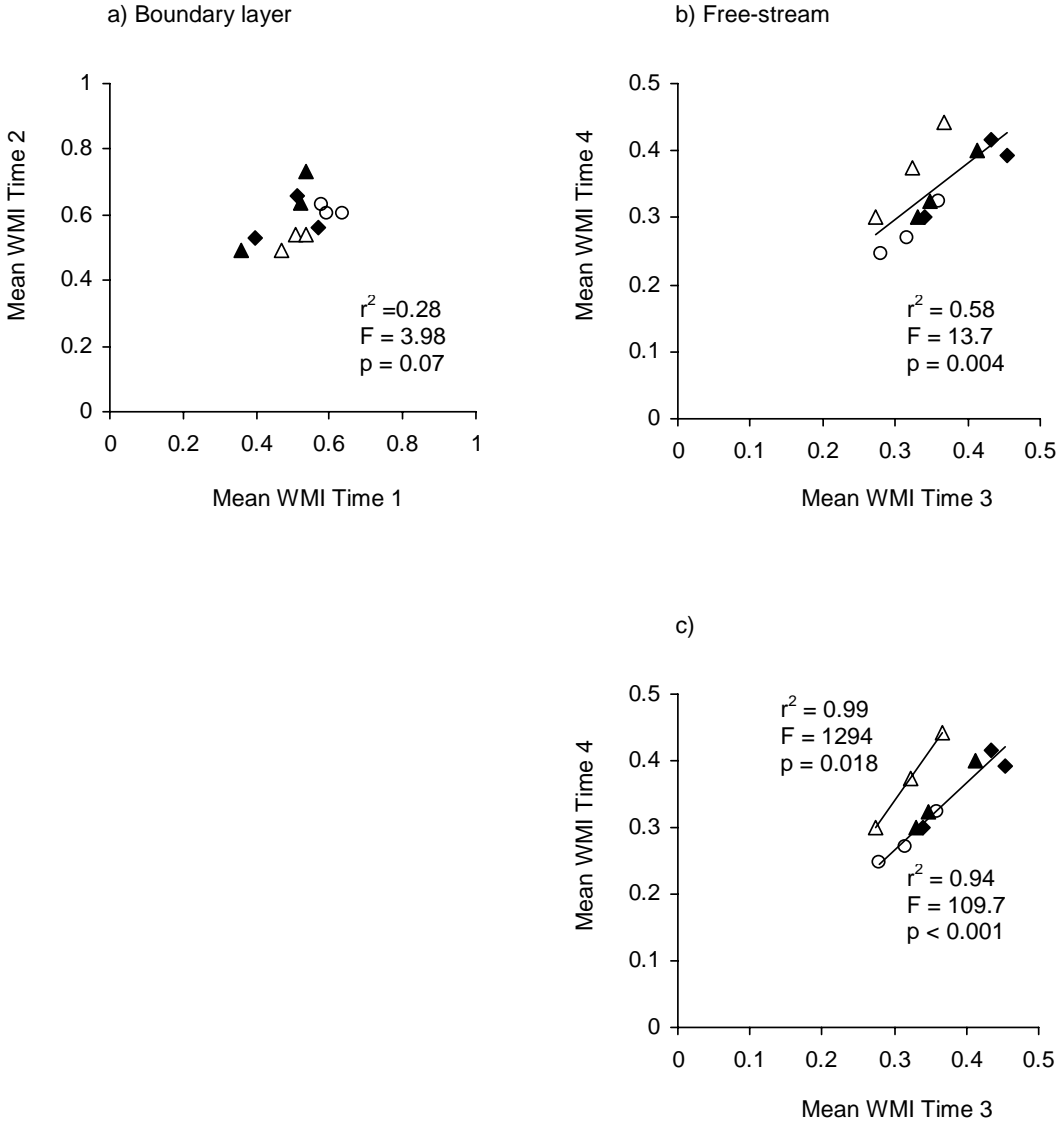 a) Boundary layer
Mean WMI Time 2
1
0.8
0.6
0.4
0.2
0
r² =0.28
F = 3.98
p = 0.07
0 0.2 0.4 0.6 0.8 1
Mean WMI Time 1
b) Free-stream
Mean WMI Time 4
0.5
0.4
0.3
0.2
0.1
0
r² = 0.58
F = 13.7
p = 0.004
0 0.1 0.2 0.3 0.4 0.5
Mean WMI Time 3
c)
Mean WMI Time 4
0.5
0.4
0.3
0.2
0.1
0
r² = 0.99
F = 1294
p = 0.018
r² = 0.94
F = 109.7
p < 0.001
0 0.1 0.2 0.3 0.4 0.5
Mean WMI Time 3